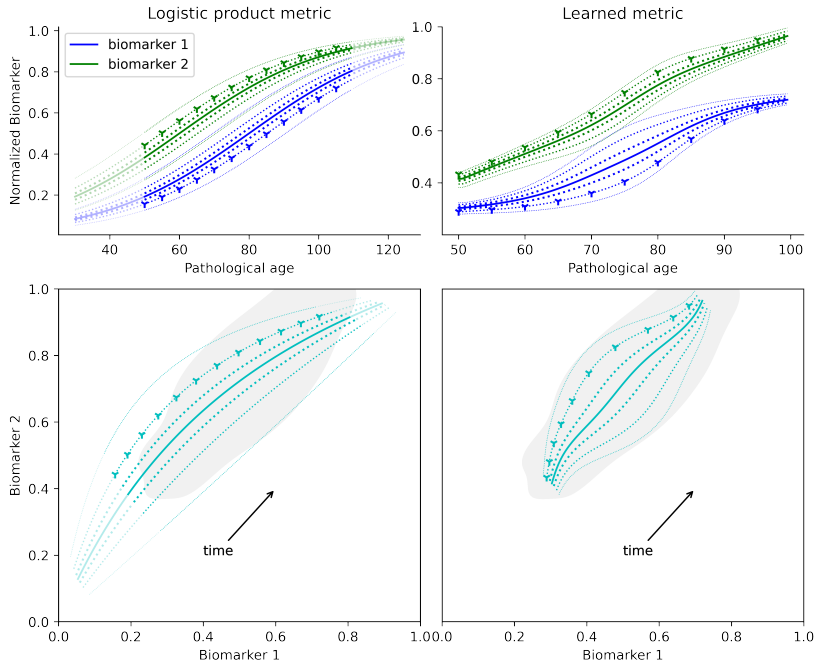 Logistic product metric
Learned metric
Normalized Biomarker
1.0
0.8
0.6
0.4
0.2
biomarker 1
biomarker 2
40 60 80 100 120
Pathological age
1.0
0.8
0.6
0.4
50 60 70 80 90 100
Pathological age
Biomarker 2
1.0
0.8
0.6
0.4
0.2
0.0
time
0.0 0.2 0.4 0.6 0.8 1.0
Biomarker 1
time
0.0 0.2 0.4 0.6 0.8 1.0
Biomarker 1